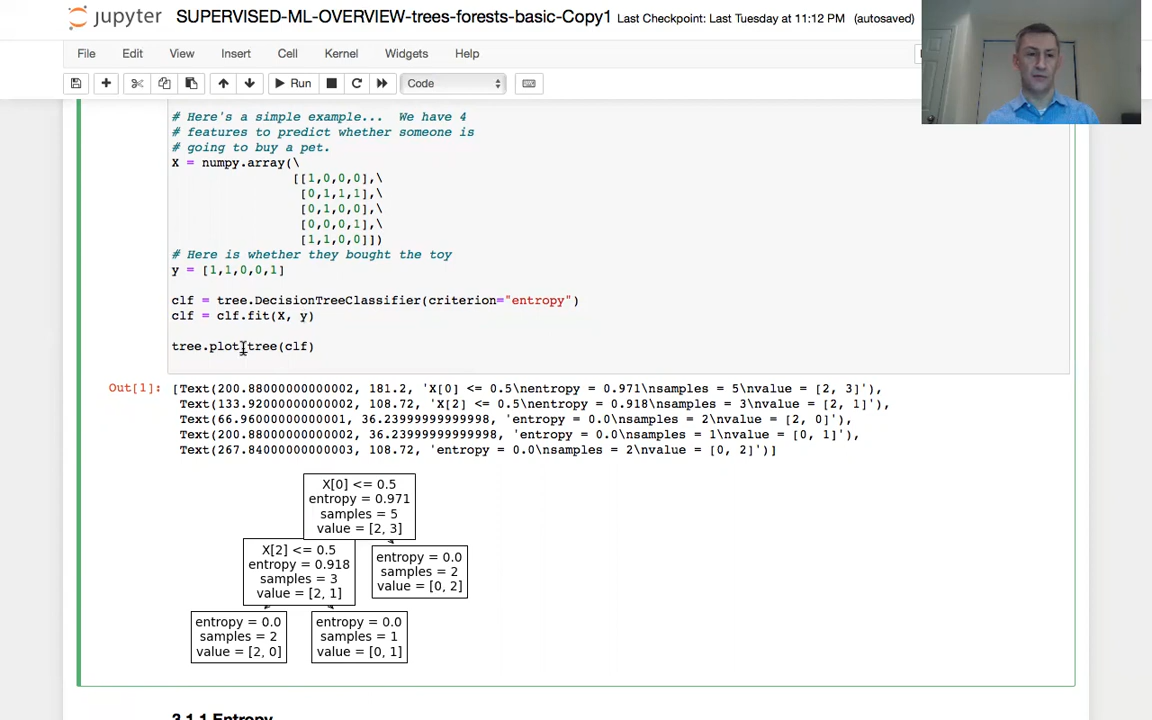 jupyter SUPERVISED-ML-OVERVIEW-trees-forests-basic-Copy1 Last Checkpoint: Last Tuesday at 11:12 PM (autosaved)
File Edit View Insert Cell Kernel Widgets Help
Run Code
# Here's a simple example... We have 4
# features to predict whether someone is
# going to buy a pet.
X = numpy.array(\
[[1,0,0,0],\
[0,1,1,1],\
[0,1,0,0],\
[0,0,0,1],\
[1,1,0,0]])
# Here is whether they bought the toy
y = [1,1,0,0,1]
clf = tree.DecisionTreeClassifier(criterion="entropy")
clf = clf.fit(X, y)
tree.plot_tree(clf)
Out[1]: [Text(200.88000000000002, 181.2, 'X[0] <= 0.5\nentropy = 0.971\nsamples = 5\nvalue = [2, 3]'),
Text(133.92000000000002, 108.72, 'X[2] <= 0.5\nentropy = 0.918\nsamples = 3\nvalue = [2, 1]'),
Text(66.96000000000001, 36.23999999999998, 'entropy = 0.0\nsamples = 2\nvalue = [2, 0]'),
Text(200.88000000000002, 36.23999999999998, 'entropy = 0.0\nsamples = 1\nvalue = [0, 1]'),
Text(267.84000000000003, 108.72, 'entropy = 0.0\nsamples = 2\nvalue = [0, 2]')]
X[0] <= 0.5
entropy = 0.971
samples = 5
value = [2, 3]
X[2] <= 0.5
entropy = 0.918
samples = 3
value = [2, 1]
entropy = 0.0
samples = 2
value = [0, 2]
entropy = 0.0
samples = 2
value = [2, 0]
entropy = 0.0
samples = 1
value = [0, 1]
3.1.1 Entropy